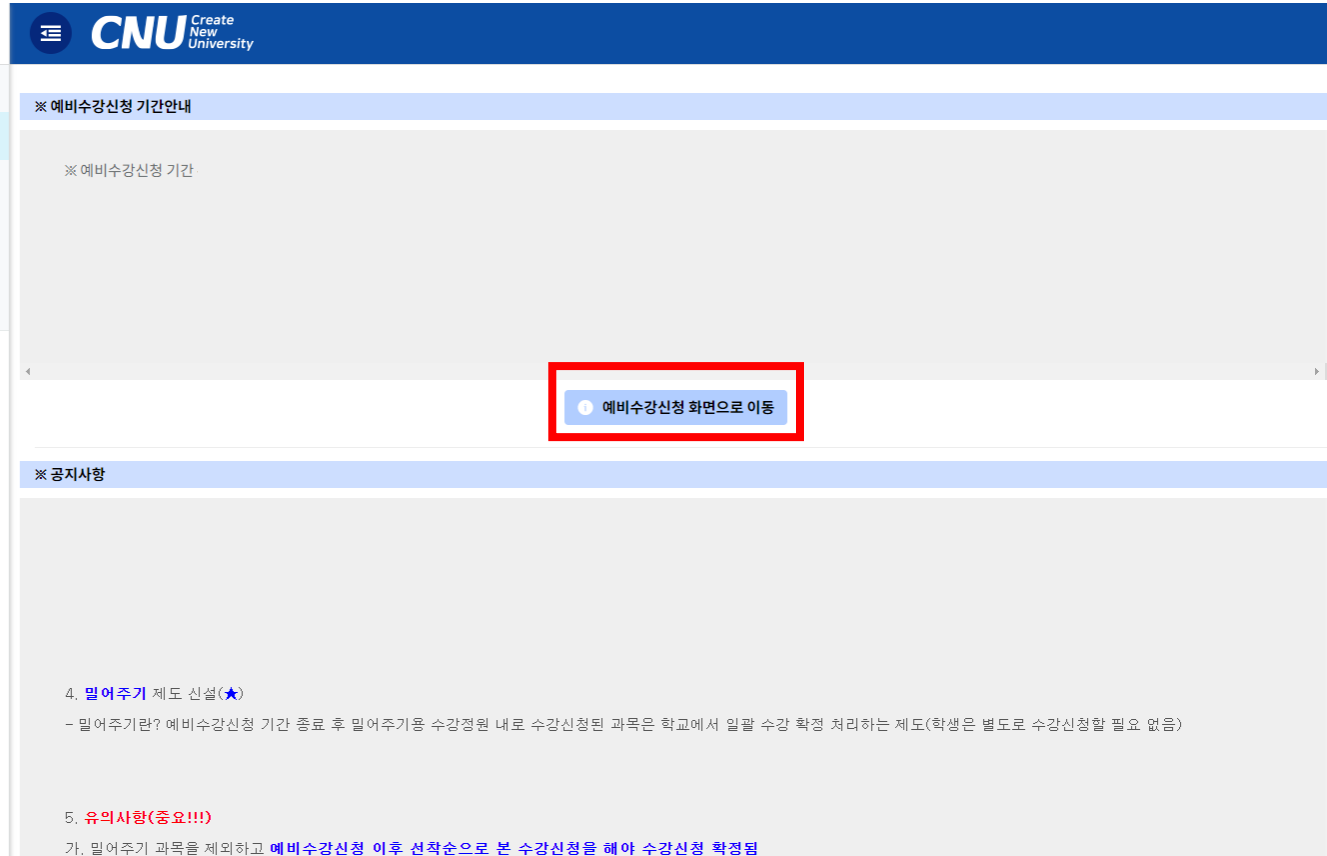 CNU Create
New
University
※ 예비수강신청 기간안내
※ 예비수강신청 기간
예비수강신청 화면으로 이동
※ 공지사항
4. 밀어주기 제도 신설(★)
- 밀어주기란? 예비수강신청 기간 종료 후 밀어주기용 수강정원 내로 수강신청된 과목은 학교에서 일괄 수강 확정 처리하는 제도(학생은 별도로 수강신청할 필요 없음)
5. 유의사항(중요!!!)
가. 밀어주기 과목을 제외하고 예비수강신청 이후 선착순으로 본 수강신청을 해야 수강신청 확정됨